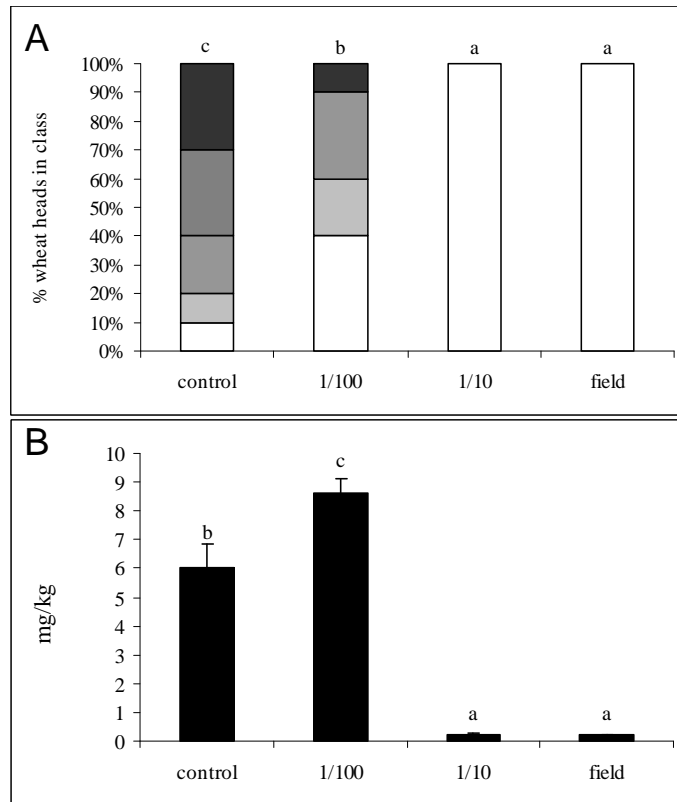 A
c b a a
% wheat heads in class
100%
90%
80%
70%
60%
50%
40%
30%
20%
10%
0%
control 1/100 1/10 field
B
c
b
a a
mg/kg
10
9
8
7
6
5
4
3
2
1
0
control 1/100 1/10 field